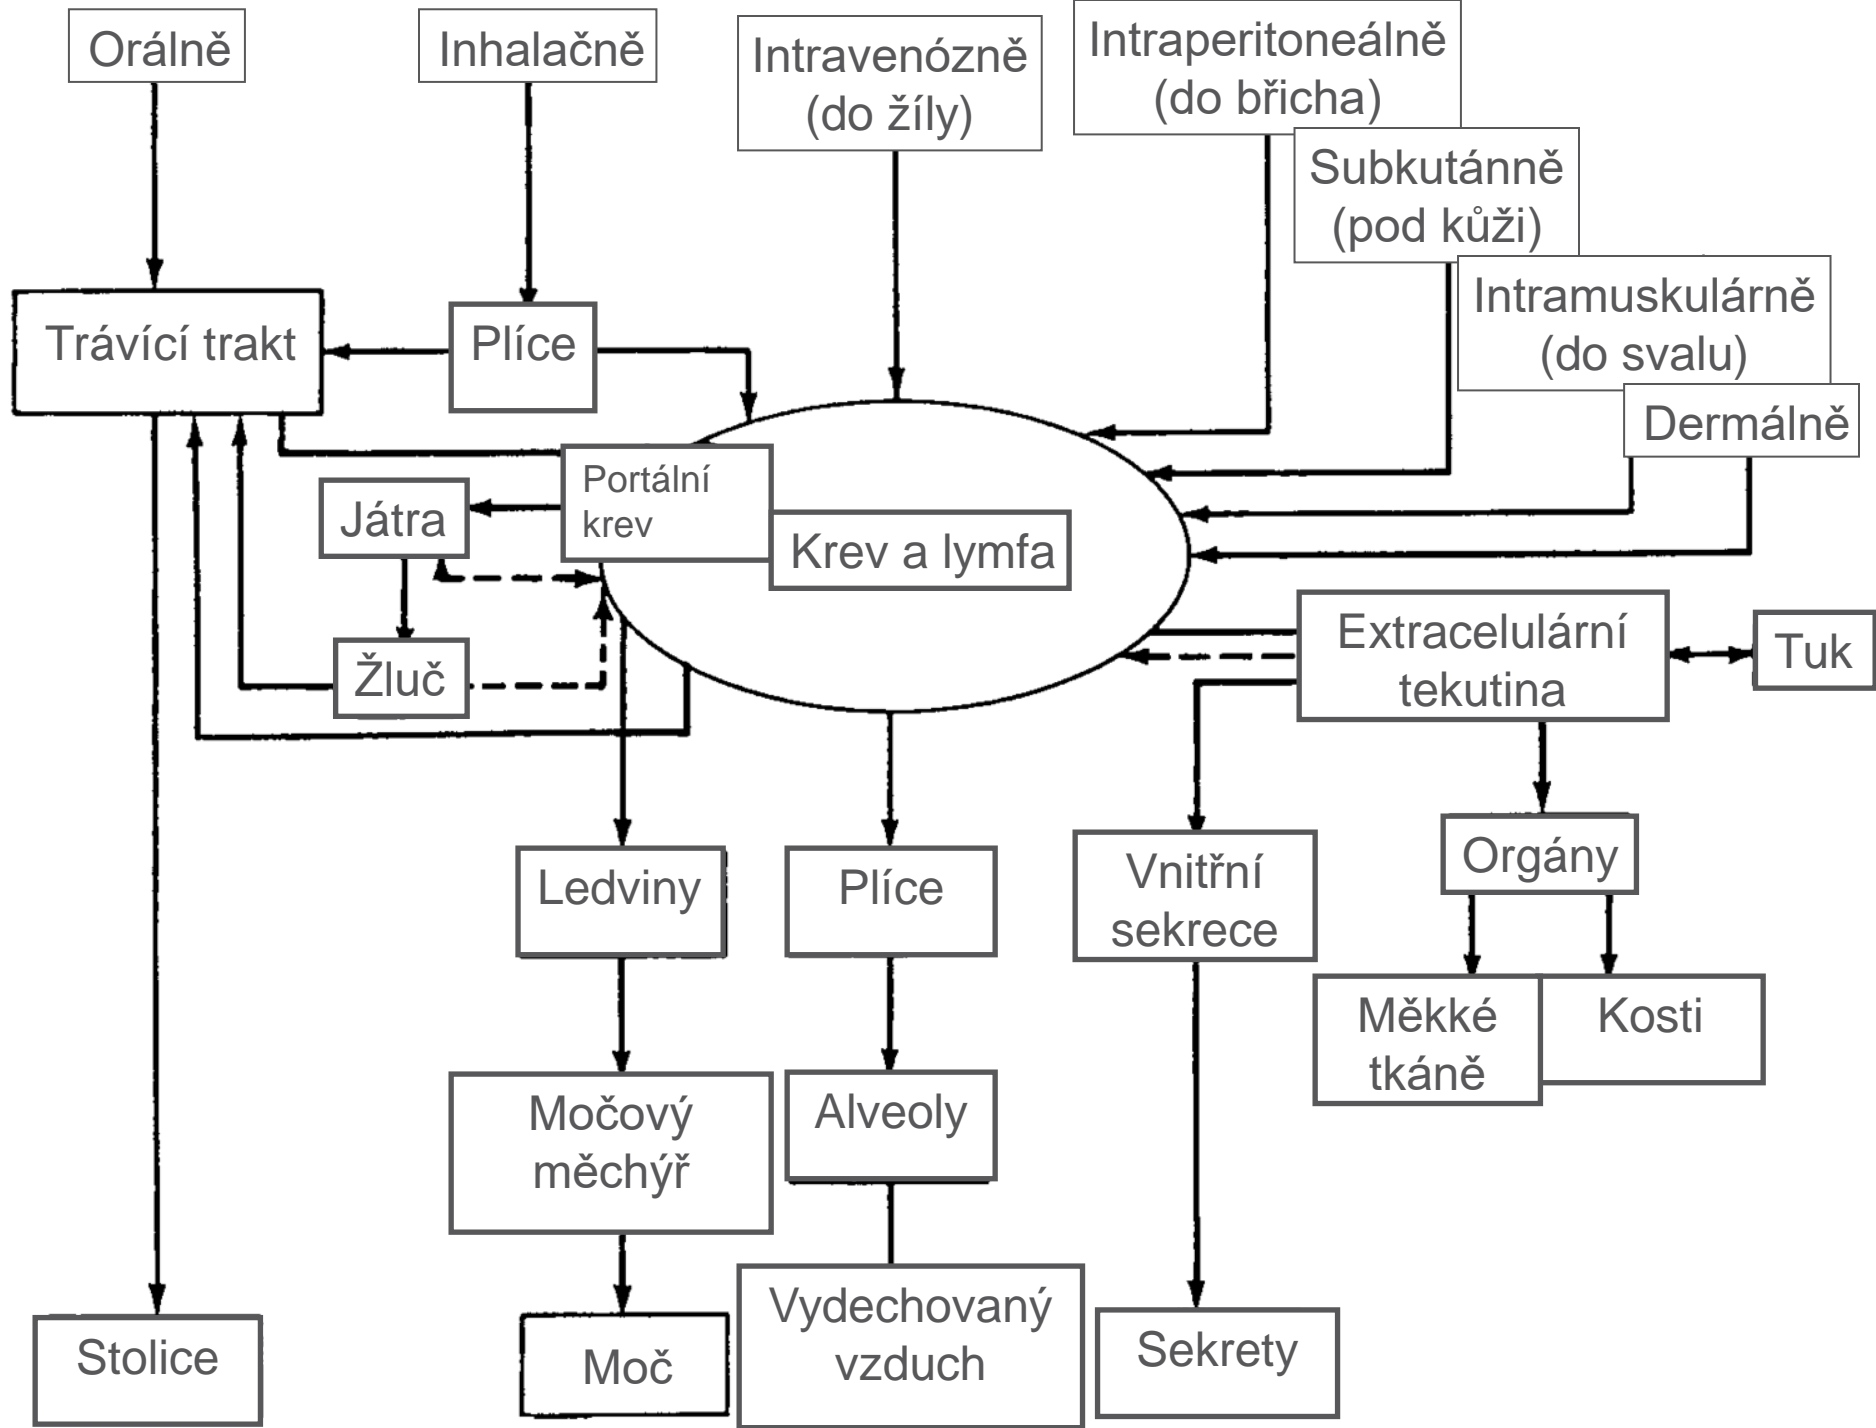 Orálně
Inhalačně
Intravenózně
(do žíly)
Intraperitoneálně
(do břicha)
Subkutánně
(pod kůži)
Intramuskulárně
(do svalu)
Dermálně
Trávící trakt
Plíce
Portální
krev
Játra
Krev a lymfa
Žluč
Extracelulární
tekutina
Tuk
Ledviny
Plíce
Vnitřní
sekrece
Orgány
Měkké
tkáně
Kosti
Močový
měchýř
Alveoly
Stolice
Moč
Vydechovaný
vzduch
Sekrety